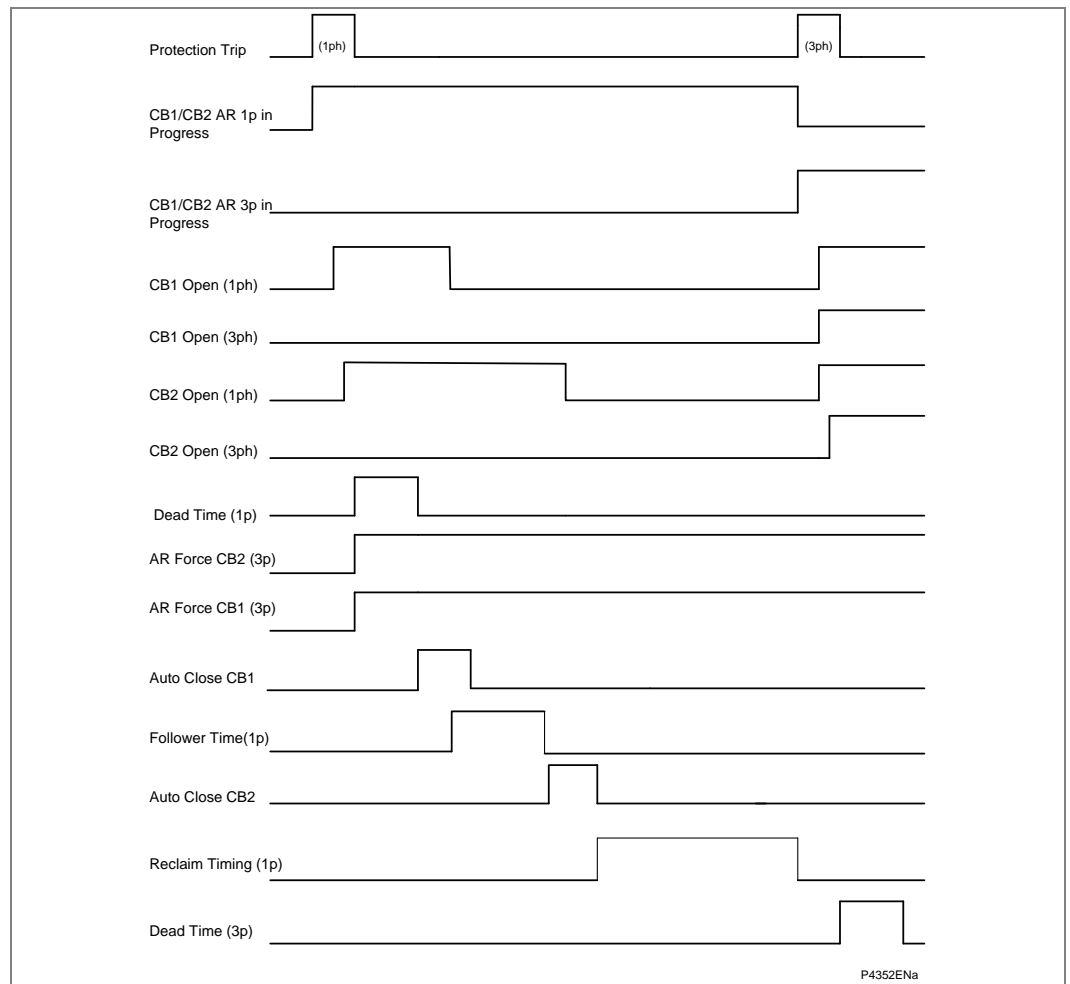 Protection Trip
(1ph)
(3ph)
CB1/CB2 AR 1p in
Progress
CB1/CB2 AR 3p in
Progress
CB1 Open (1ph)
CB1 Open (3ph)
CB2 Open (1ph)
CB2 Open (3ph)
Dead Time (1p)
AR Force CB2 (3p)
AR Force CB1 (3p)
Auto Close CB1
Follower Time(1p)
Auto Close CB2
Reclaim Timing (1p)
Dead Time (3p)
P4352ENa